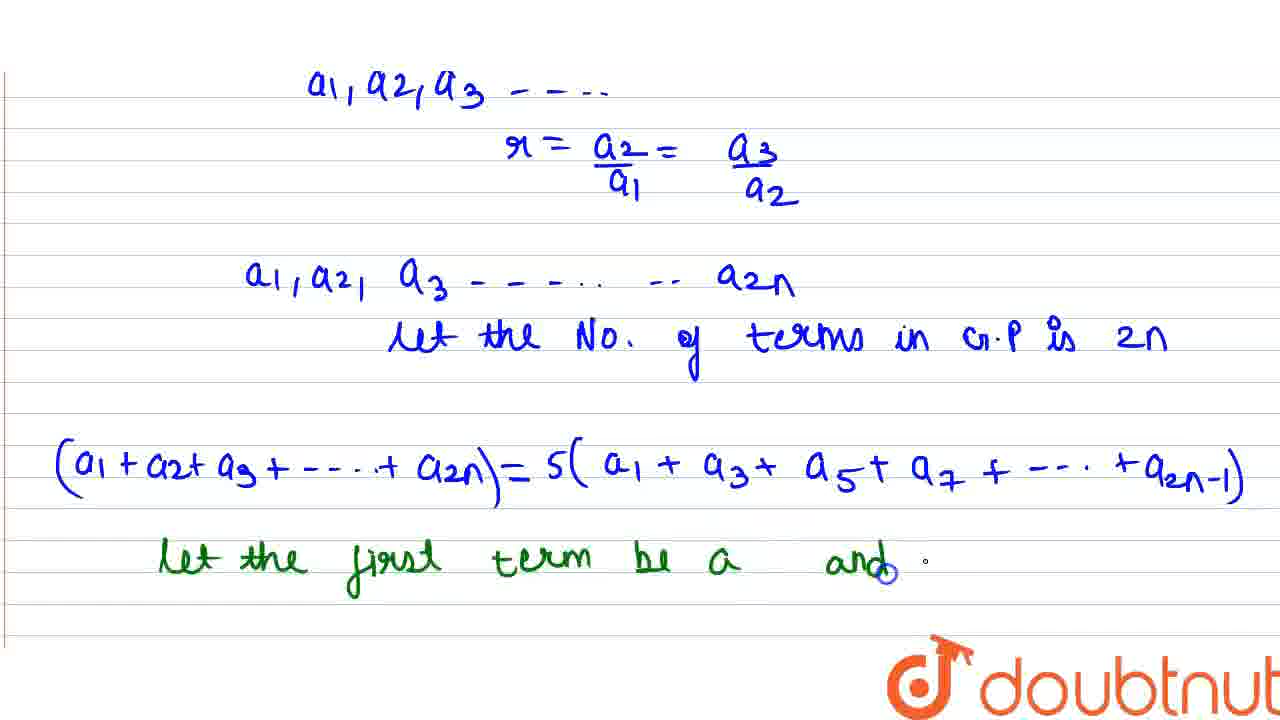 a1, a2, a3 ----
r = a2/a1 = a3/a2
a1, a2, a3 ------- -- a2n
Let the No. of terms in G.P is 2n
(a1 + a2 + a3 + ----- + a2n) = 5( a1 + a3 + a5 + a7 + ---- + a2n-1)
Let the first term be a and
doubtnut